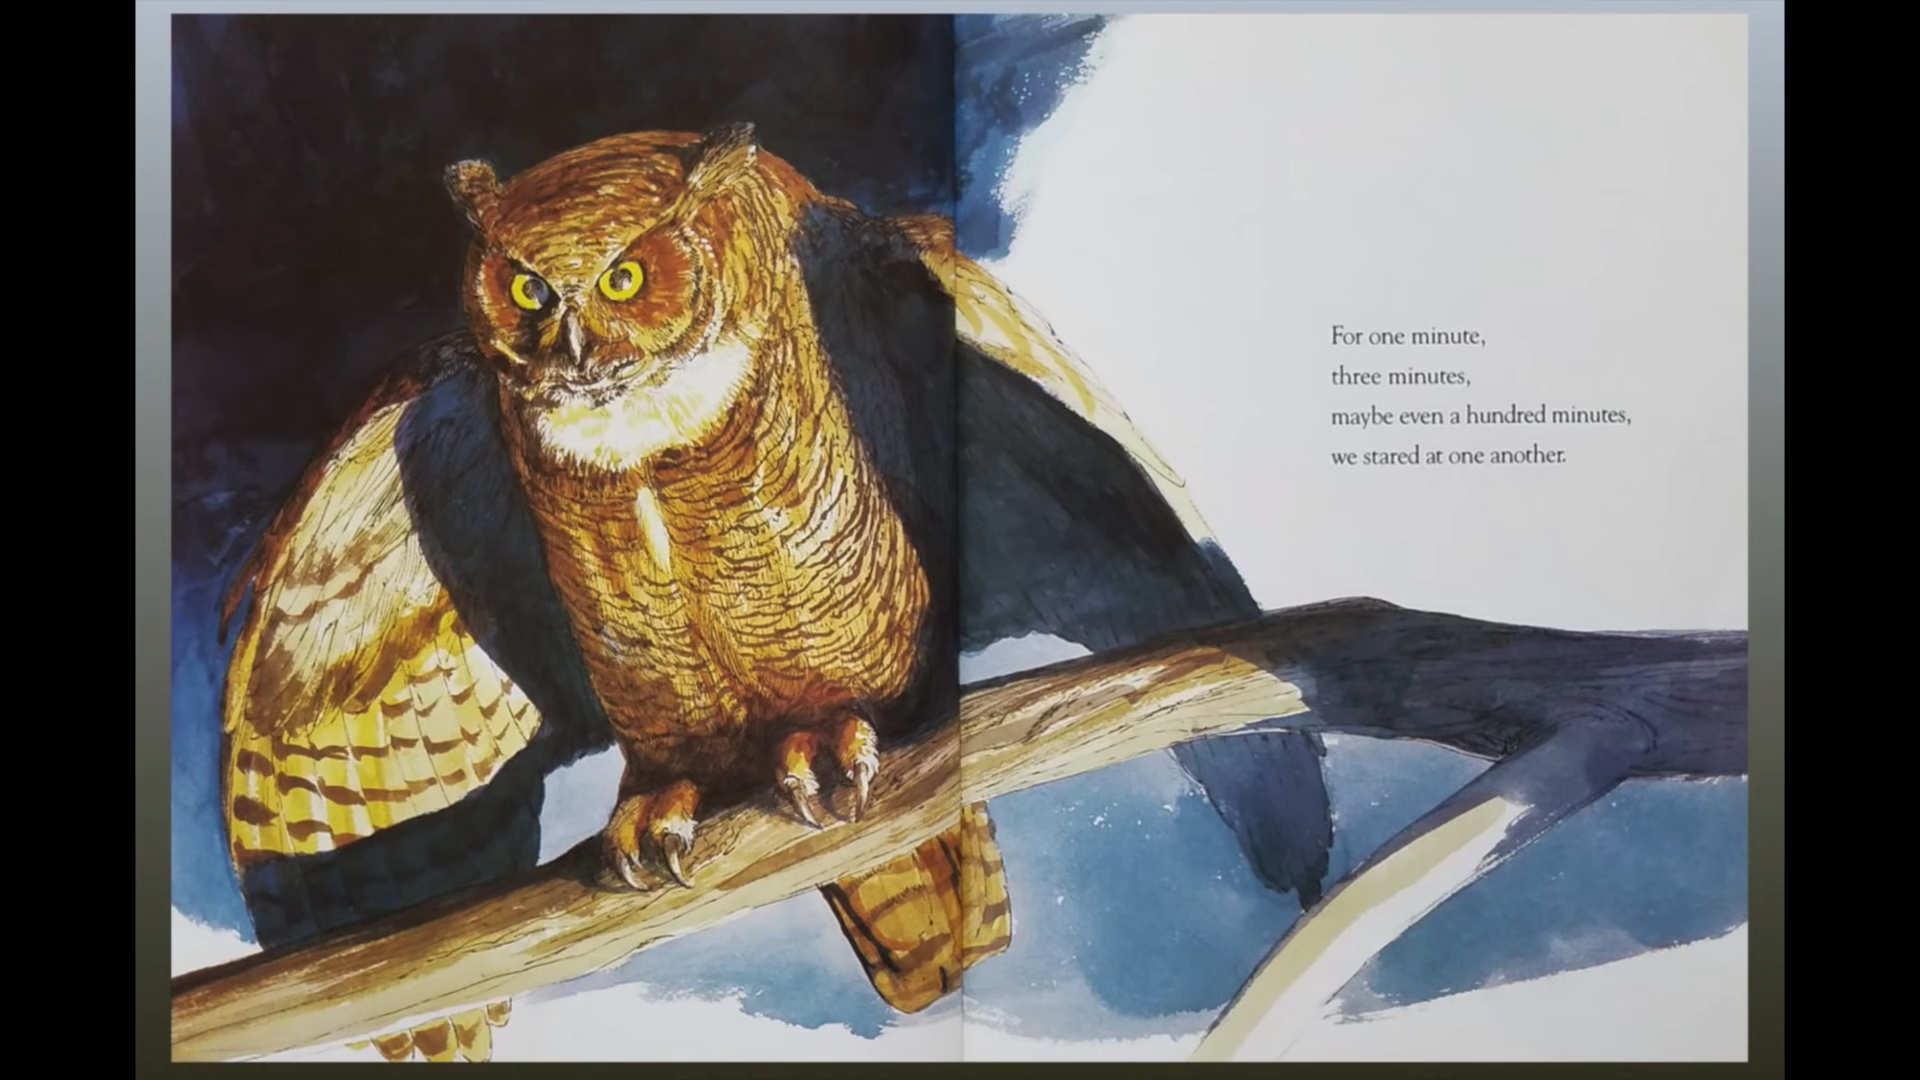 For one minute,
three minutes,
maybe even a hundred minutes,
we stared at one another.